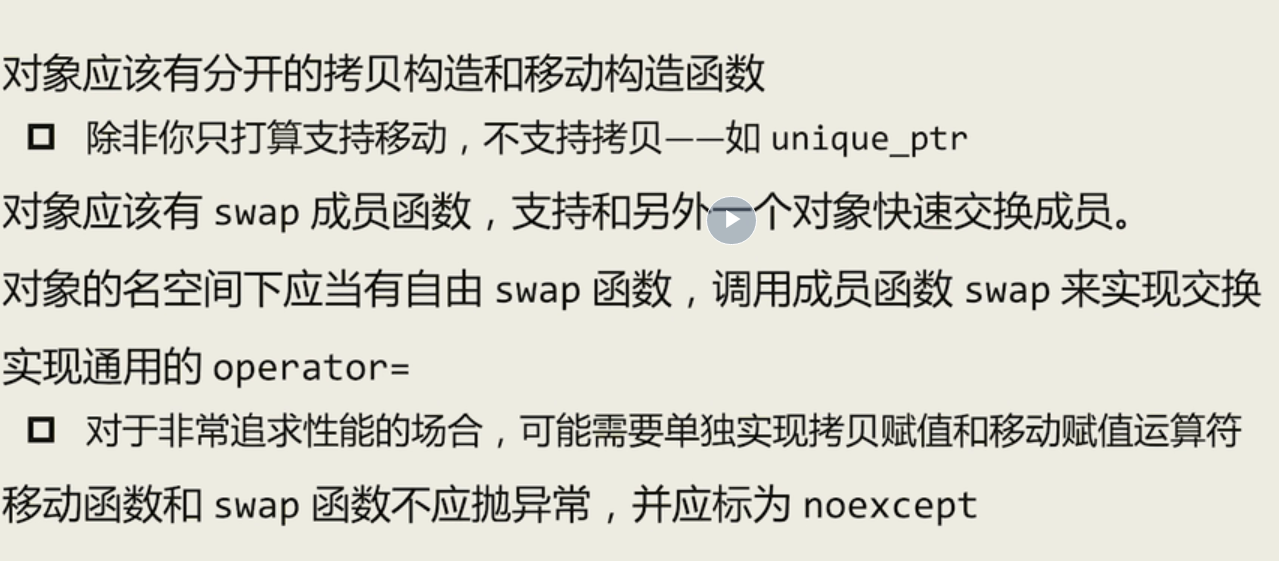 对象应该有分开的拷贝构造和移动构造函数
除非你只打算支持移动，不支持拷贝——如 unique_ptr
对象应该有 swap 成员函数，支持和另外一个对象快速交换成员。
对象的名空间下应当有自由 swap 函数，调用成员函数 swap 来实现交换
实现通用的 operator=
对于非常追求性能的场合，可能需要单独实现拷贝赋值和移动赋值运算符
移动函数和 swap 函数不应抛异常，并应标为 noexcept